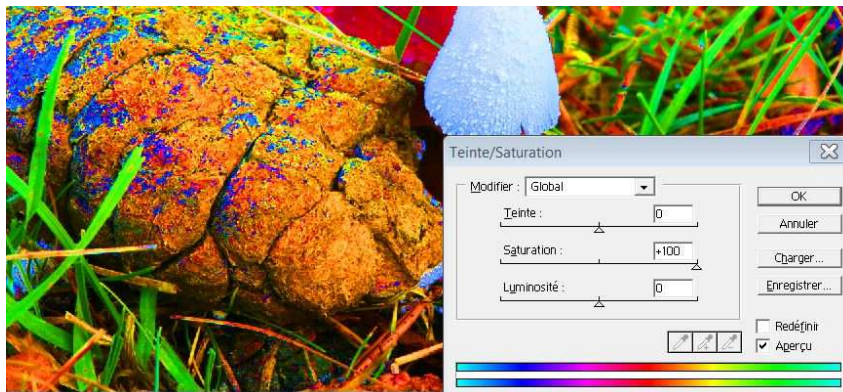 Teinte/Saturation
Modifier : Global
OK
Teinte : 0
Annuler
Saturation : +100
Charger...
Luminosité : 0
Enregistrer...
Redéfinir
Aperçu